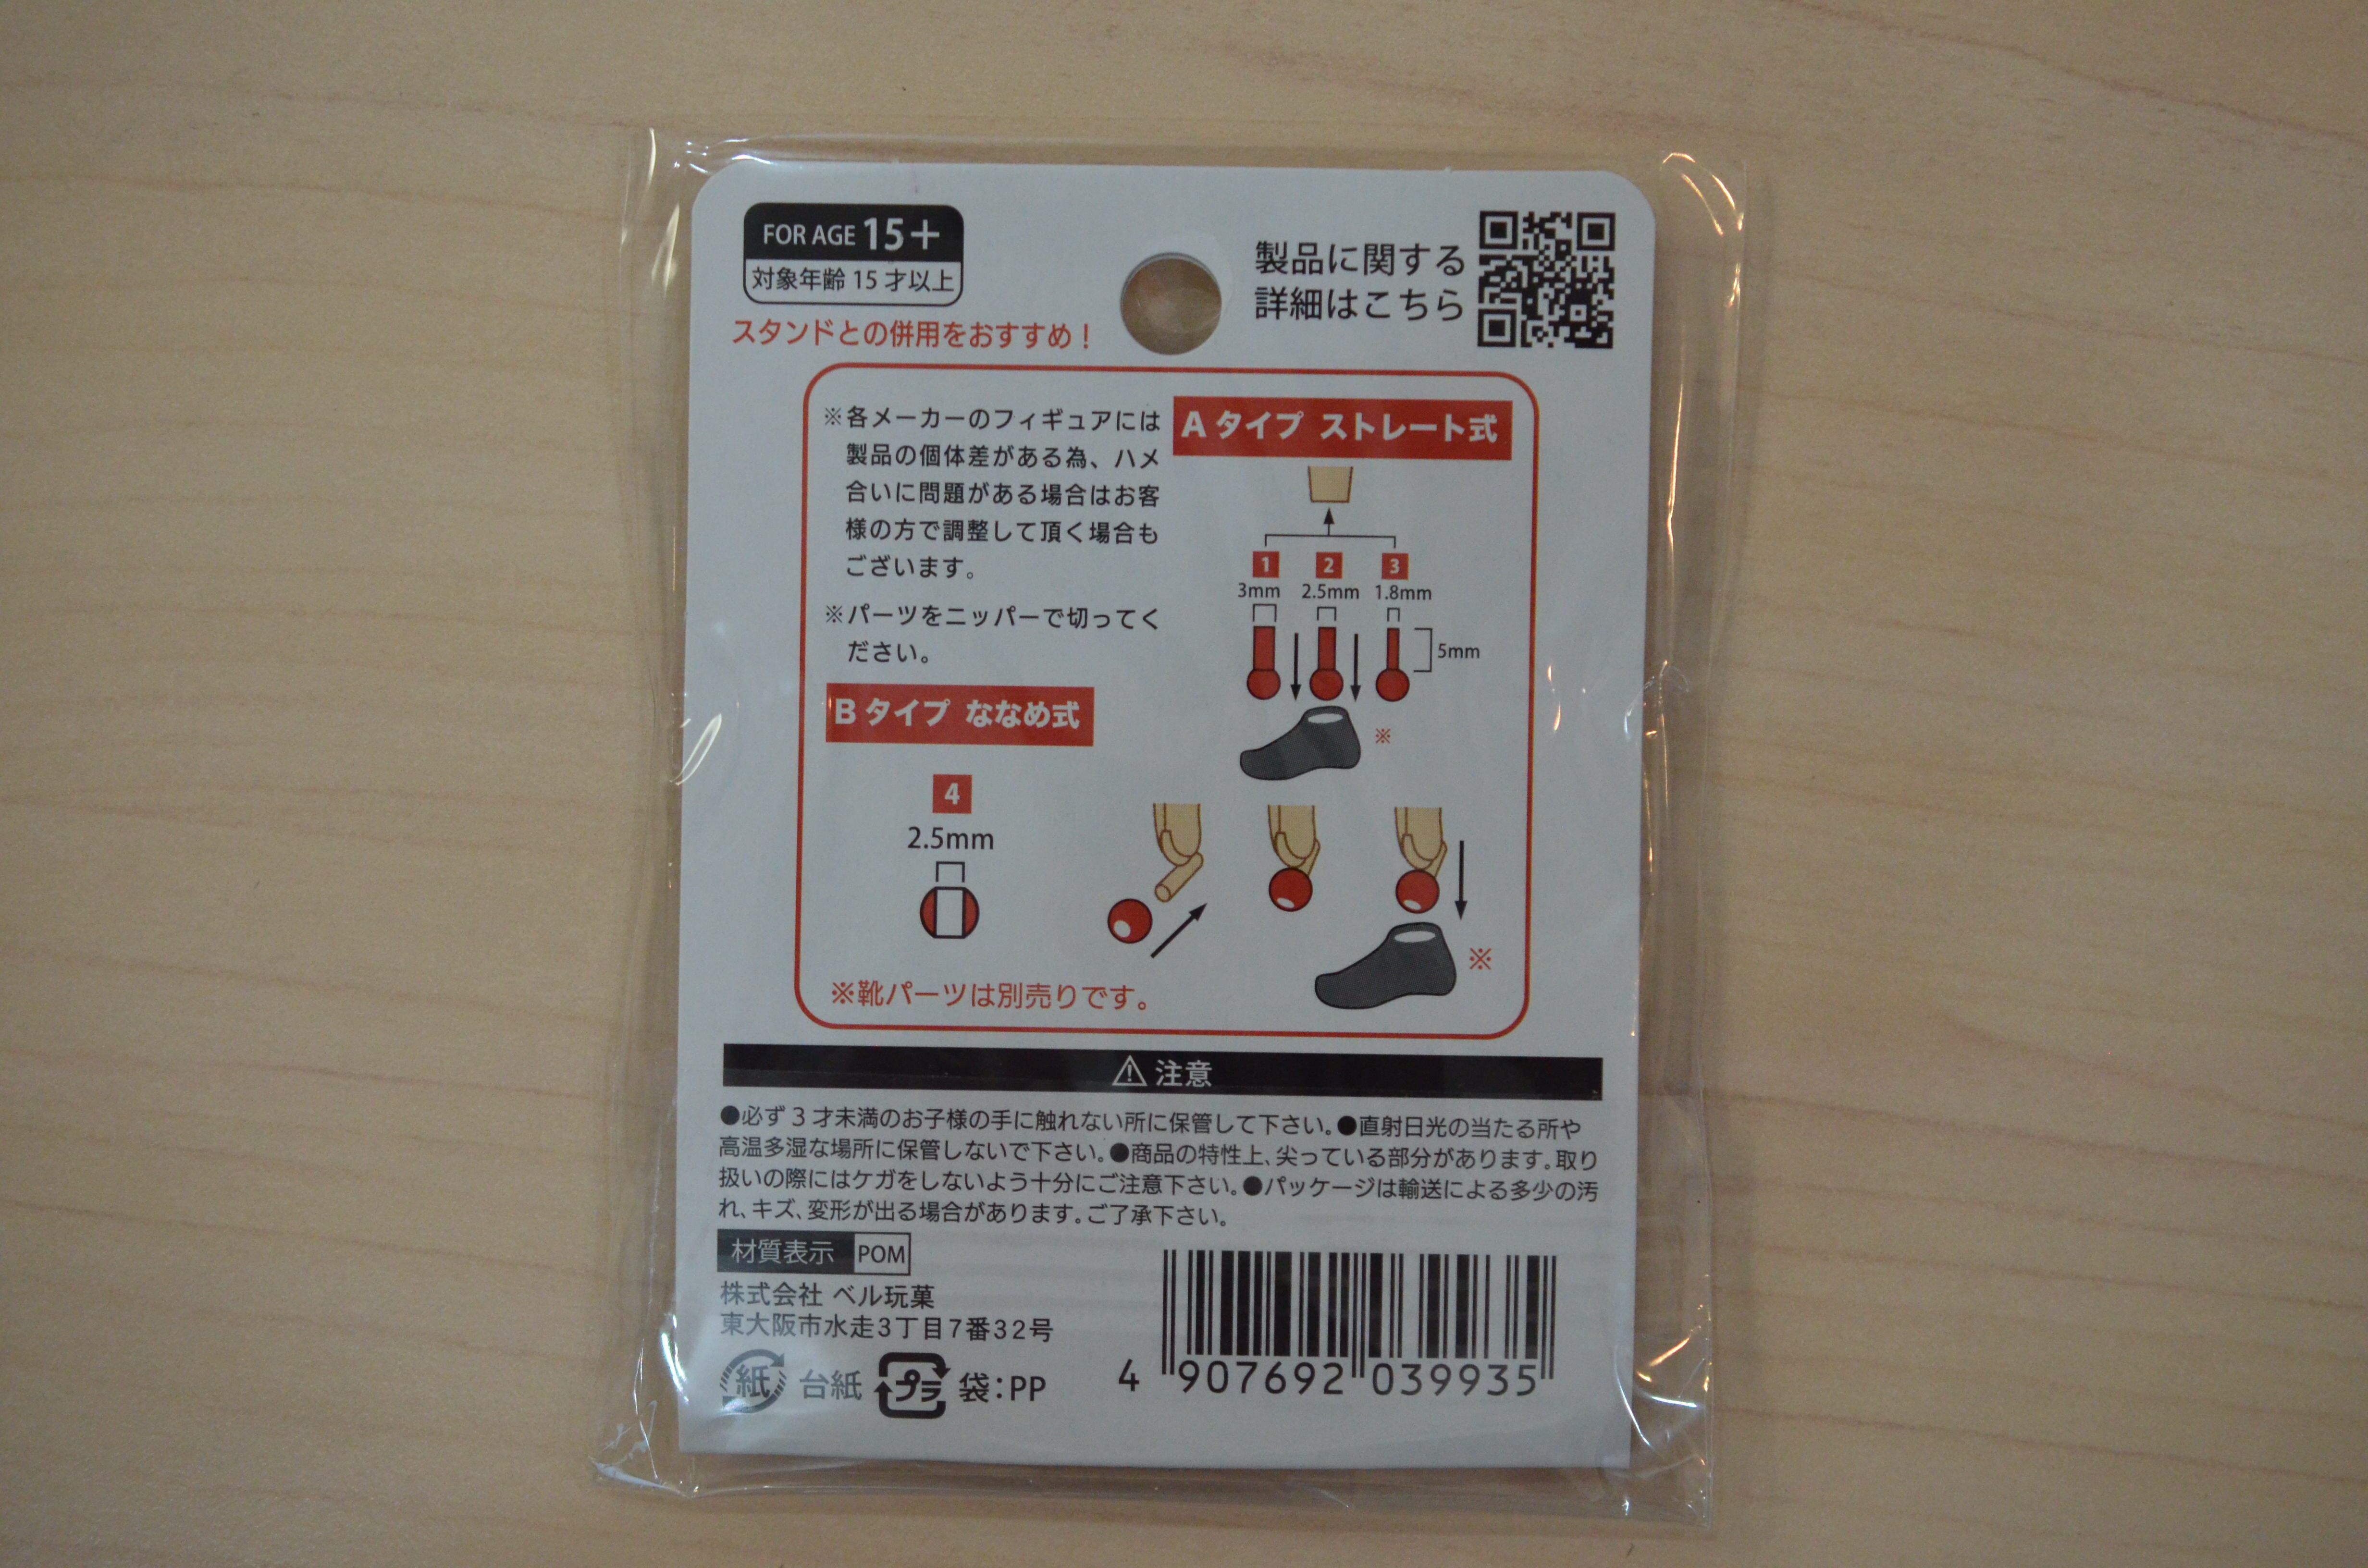 FOR AGE 15+
対象年齢 15 才以上
スタンドとの併用をおすすめ！
製品に関する
詳細はこちら
※各メーカーのフィギュアには
製品の個体差がある為、ハメ
合いに問題がある場合はお客
様の方で調整して頂く場合も
ございます。
※パーツをニッパーで切ってく
ださい。
A タイプ ストレート式
1 2 3
3mm 2.5mm 1.8mm
5mm
※
B タイプ ななめ式
4
2.5mm
※
※靴パーツは別売りです。
⚠ 注意
●必ず 3 才未満のお子様の手に触れない所に保管して下さい。●直射日光の当たる所や
高温多湿な場所に保管しないで下さい。●商品の特性上、尖っている部分があります。取り
扱いの際にはケガをしないよう十分にご注意下さい。●パッケージは輸送による多少の汚
れ、キズ、変形が出る場合があります。ご了承下さい。
材質表示 POM
株式会社 ベル玩菓
東大阪市水走3丁目7番32号
紙 台紙 プラ 袋：PP
4 907692 039935